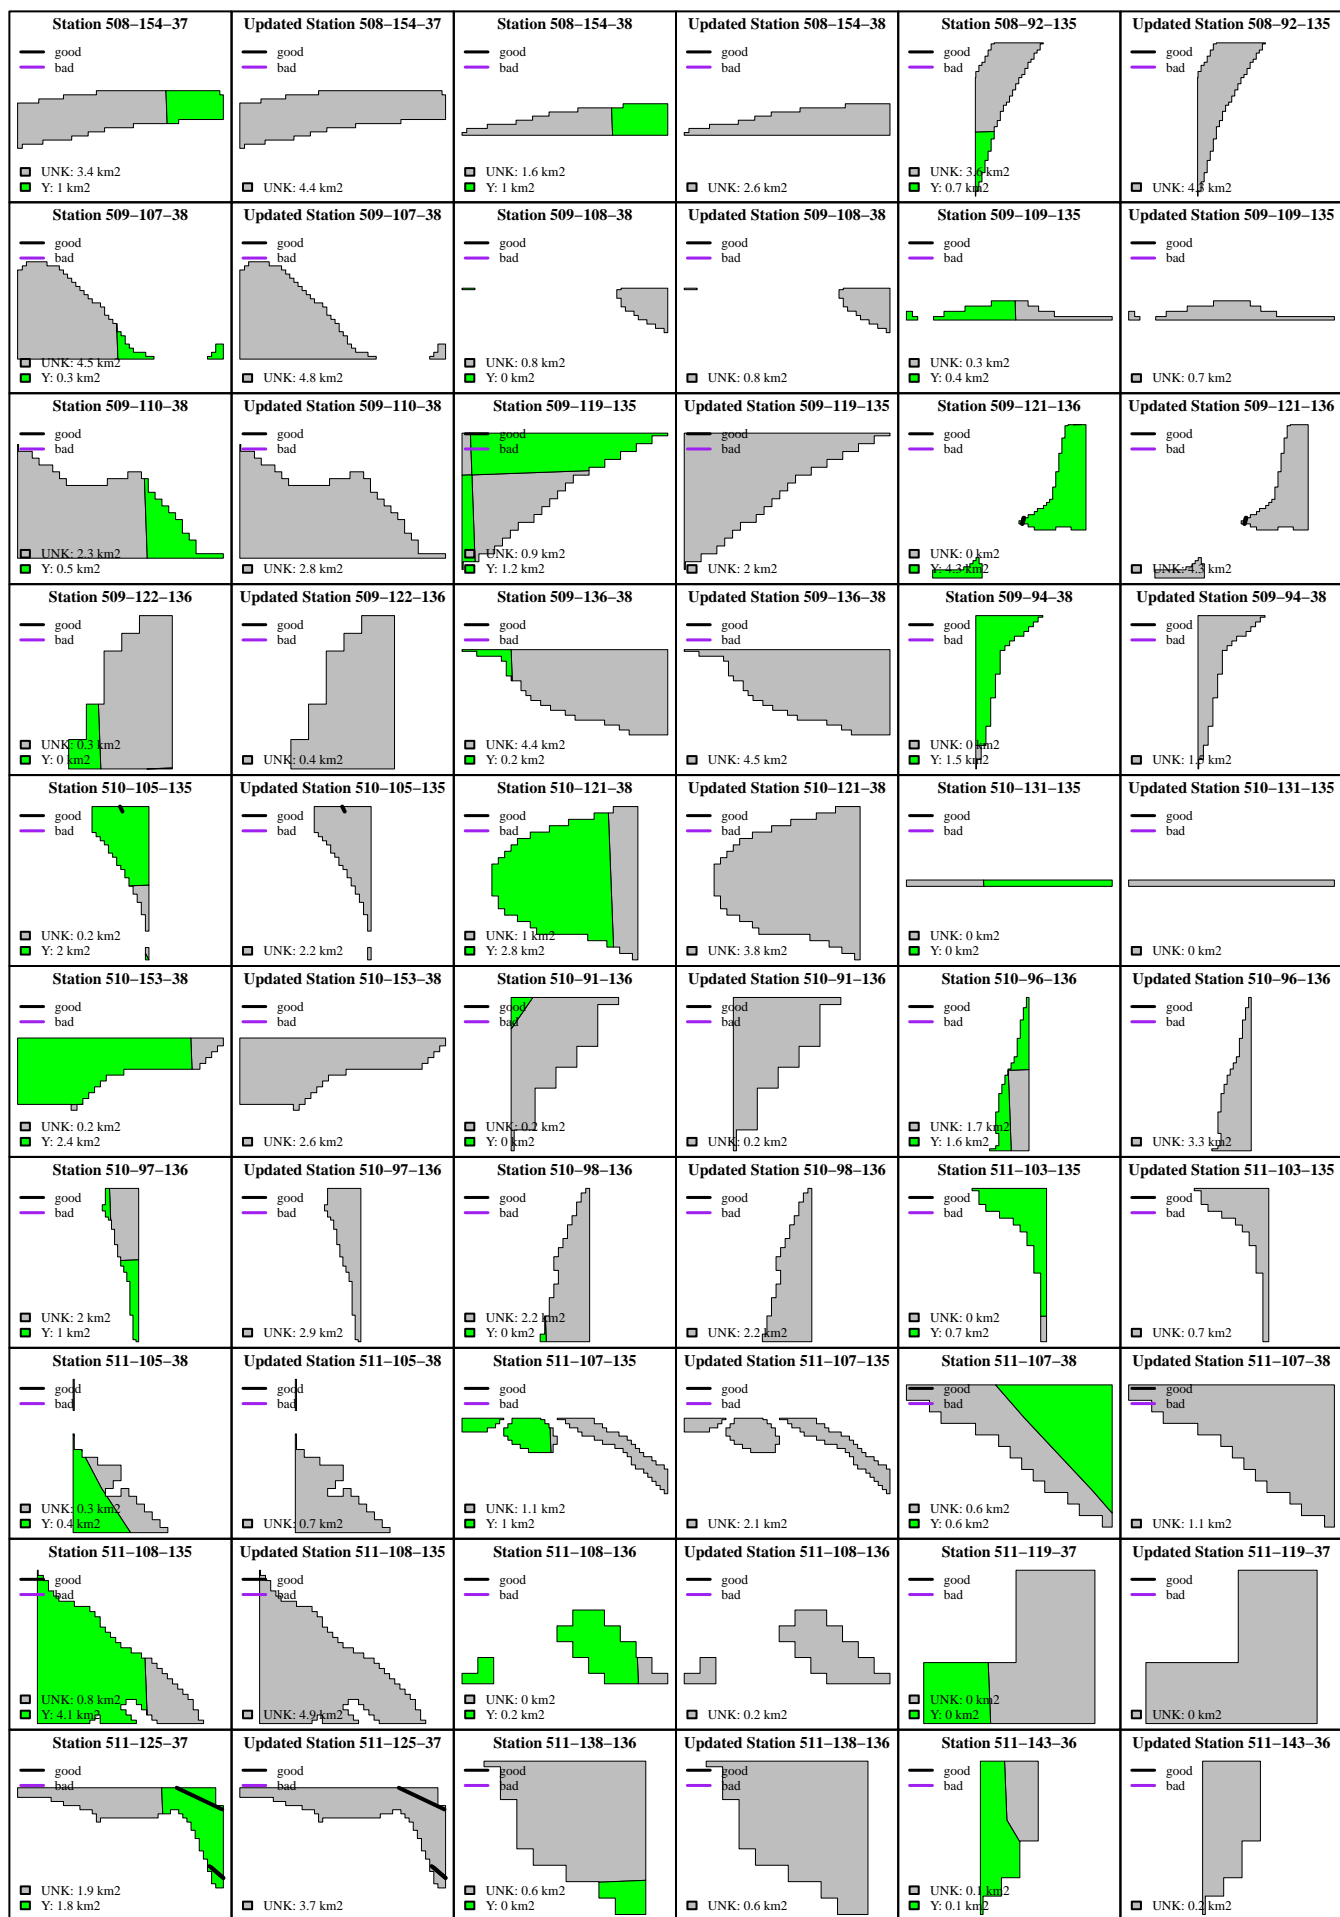 Station 508−154−37
good
bad
UNK: 3.4 km2
Y: 1 km2
Updated Station 508−154−37
good
bad
UNK: 4.4 km2
Station 508−154−38
good
bad
UNK: 1.6 km2
Y: 1 km2
Updated Station 508−154−38
good
bad
UNK: 2.6 km2
Station 508−92−135
good
bad
UNK: 3.6 km2
Y: 0.7 km2
Updated Station 508−92−135
good
bad
UNK: 4.3 km2
Station 509−107−38
good
bad
UNK: 4.5 km2
Y: 0.3 km2
Updated Station 509−107−38
good
bad
UNK: 4.8 km2
Station 509−108−38
good
bad
UNK: 0.8 km2
Y: 0 km2
Updated Station 509−108−38
good
bad
UNK: 0.8 km2
Station 509−109−135
good
bad
UNK: 0.3 km2
Y: 0.4 km2
Updated Station 509−109−135
good
bad
UNK: 0.7 km2
Station 509−110−38
good
bad
UNK: 2.3 km2
Y: 0.5 km2
Updated Station 509−110−38
good
bad
UNK: 2.8 km2
Station 509−119−135
good
bad
UNK: 0.9 km2
Y: 1.2 km2
Updated Station 509−119−135
good
bad
UNK: 2 km2
Station 509−121−136
good
bad
UNK: 0 km2
Y: 4.3 km2
Updated Station 509−121−136
good
bad
UNK: 4.3 km2
Station 509−122−136
good
bad
UNK: 0.3 km2
Y: 0 km2
Updated Station 509−122−136
good
bad
UNK: 0.4 km2
Station 509−136−38
good
bad
UNK: 4.4 km2
Y: 0.2 km2
Updated Station 509−136−38
good
bad
UNK: 4.5 km2
Station 509−94−38
good
bad
UNK: 0 km2
Y: 1.5 km2
Updated Station 509−94−38
good
bad
UNK: km2
Station 510−105−135
good
bad
UNK: 0.2 km2
Y: 2 km2
Updated Station 510−105−135
good
bad
UNK: 2.2 km2
Station 510−121−38
good
bad
UNK: 1 km2
Y: 2.8 km2
Updated Station 510−121−38
good
bad
UNK: 3.8 km2
Station 510−131−135
good
bad
UNK: 0 km2
Y: 0 km2
Updated Station 510−131−135
good
bad
UNK: 0 km2
Station 510−153−38
good
bad
UNK: 0.2 km2
Y: 2.4 km2
Updated Station 510−153−38
good
bad
UNK: 2.6 km2
Station 510−91−136
good
bad
UNK: 0.2 km2
Y: 0 km2
Updated Station 510−91−136
good
bad
UNK: 0.2 km2
Station 510−96−136
good
bad
UNK: 1.7 km2
Y: 1.6 km2
Updated Station 510−96−136
good
bad
UNK: 3.3 km2
Station 510−97−136
good
bad
UNK: 2 km2
Y: 1 km2
Updated Station 510−97−136
good
bad
UNK: 2.9 km2
Station 510−98−136
good
bad
UNK: 2.2 km2
Y: 0 km2
Updated Station 510−98−136
good
bad
UNK: 2.2 km2
Station 511−103−135
good
bad
UNK: 0 km2
Y: 0.7 km2
Updated Station 511−103−135
good
bad
UNK: 0.7 km2
Station 511−105−38
good
bad
UNK: 0.3 km2
Y: 0.4 km2
Updated Station 511−105−38
good
bad
UNK: 0.7 km2
Station 511−107−135
good
bad
UNK: 1.1 km2
Y: 1 km2
Updated Station 511−107−135
good
bad
UNK: 2.1 km2
Station 511−107−38
good
bad
UNK: 0.6 km2
Y: 0.6 km2
Updated Station 511−107−38
good
bad
UNK: 1.1 km2
Station 511−108−135
good
bad
UNK: 0.8 km2
Y: 4.1 km2
Updated Station 511−108−135
good
bad
UNK: 4.9 km2
Station 511−108−136
good
bad
UNK: 0 km2
Y: 0.2 km2
Updated Station 511−108−136
good
bad
UNK: 0.2 km2
Station 511−119−37
good
bad
UNK: 0 km2
Y: 0 km2
Updated Station 511−119−37
good
bad
UNK: 0 km2
Station 511−125−37
good
bad
UNK: 1.9 km2
Y: 1.8 km2
Updated Station 511−125−37
good
bad
UNK: 3.7 km2
Station 511−138−136
good
bad
UNK: 0.6 km2
Y: 0 km2
Updated Station 511−138−136
good
bad
UNK: 0.6 km2
Station 511−143−36
good
bad
UNK: 0.1 km2
Y: 0.1 km2
Updated Station 511−143−36
good
bad
UNK: 0.2 km2